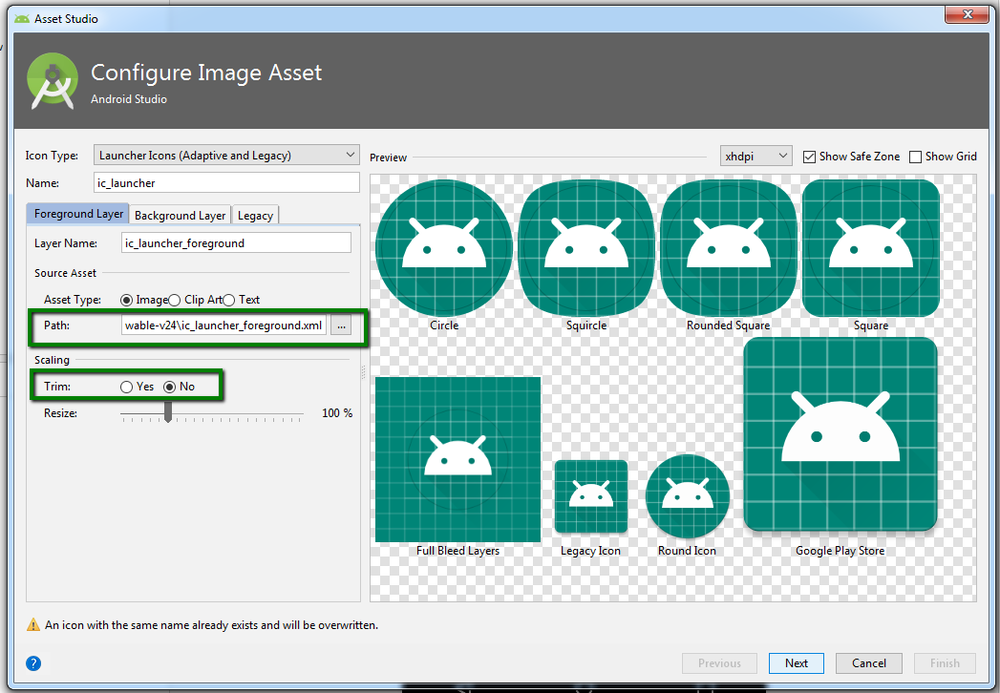 Asset Studio
Configure Image Asset
Android Studio
Icon Type: Launcher Icons (Adaptive and Legacy)
Name: ic_launcher
Foreground Layer Background Layer Legacy
Layer Name: ic_launcher_foreground
Source Asset
Asset Type: Image Clip Art Text
Path: wable-v24\ic_launcher_foreground.xml ...
Scaling
Trim: Yes No
Resize: 100 %
Preview xhdpi Show Safe Zone Show Grid
Circle Squircle Rounded Square Square
Full Bleed Layers Legacy Icon Round Icon Google Play Store
An icon with the same name already exists and will be overwritten.
? Previous Next Cancel Finish